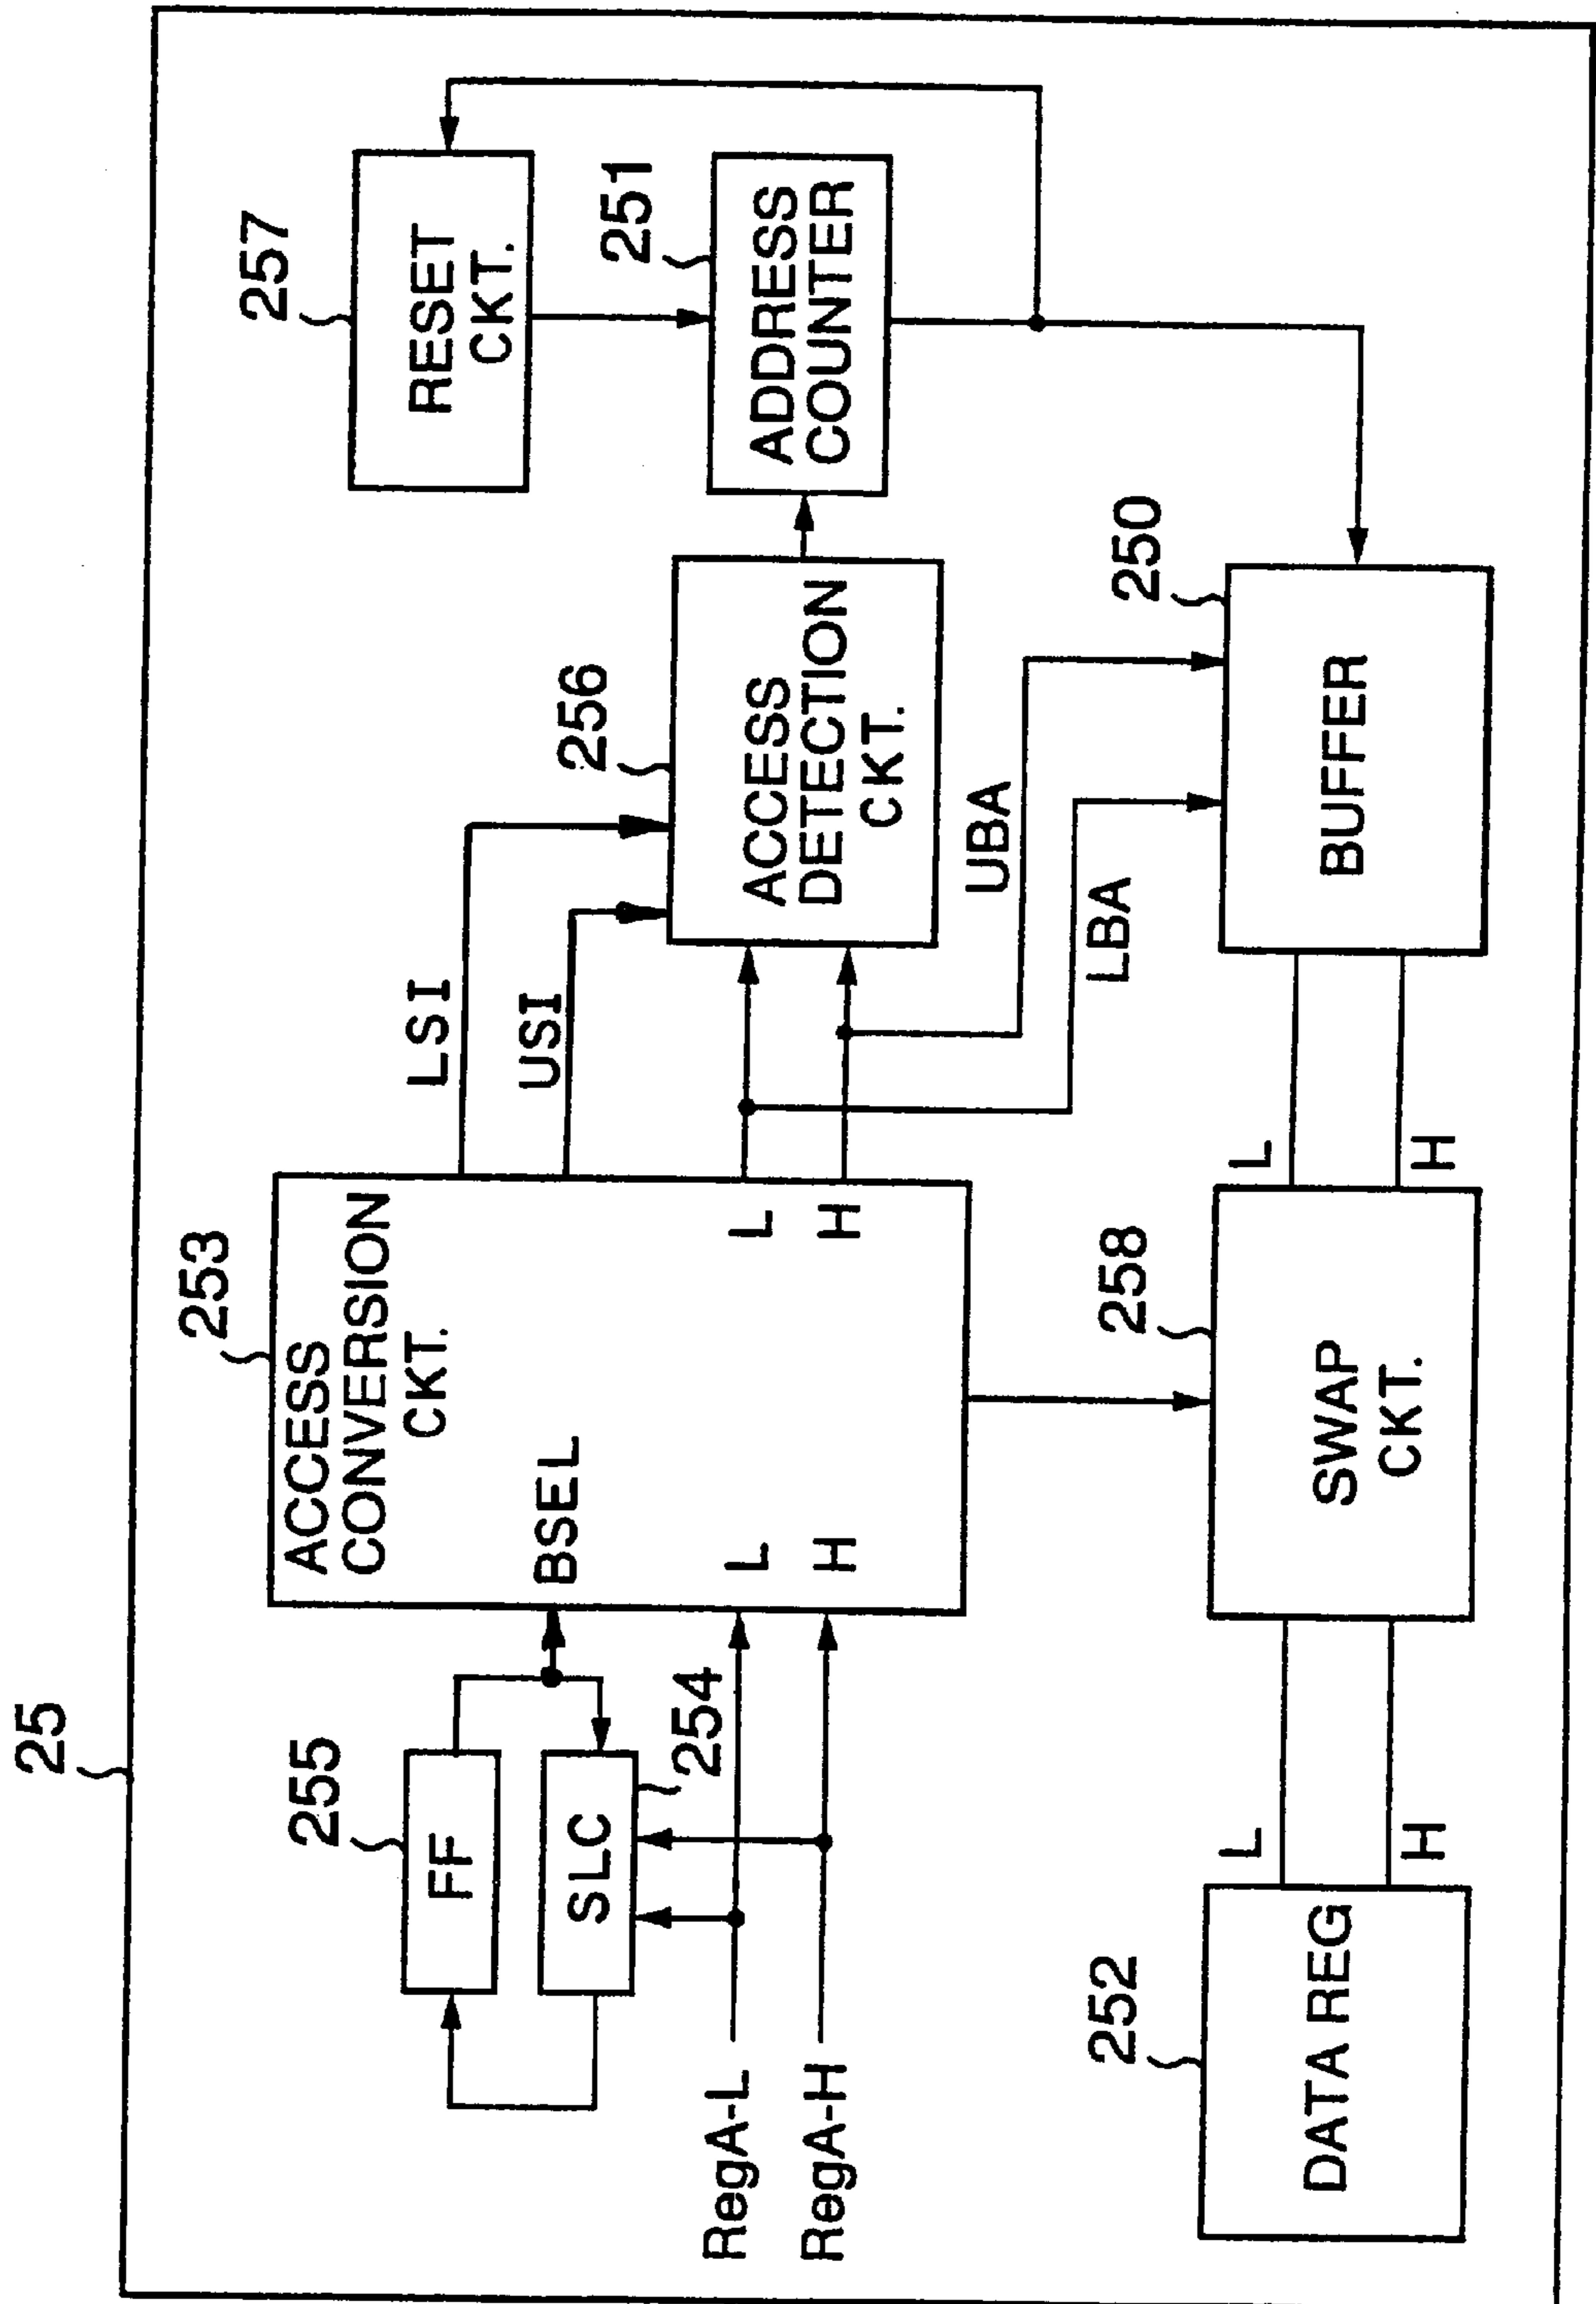 25
253
ACCESS
CONVERSION
CKT.
BSEL
L
H
L
H
255
FF
SLC
254
RegA-L
RegA-H
LSI
USI
256
ACCESS
DETECTION
CKT.
257
RESET
CKT.
251
ADDRESS
COUNTER
UBA
LBA
252
DATA REG
L
H
258
SWAP
CKT.
L
H
250
BUFFER